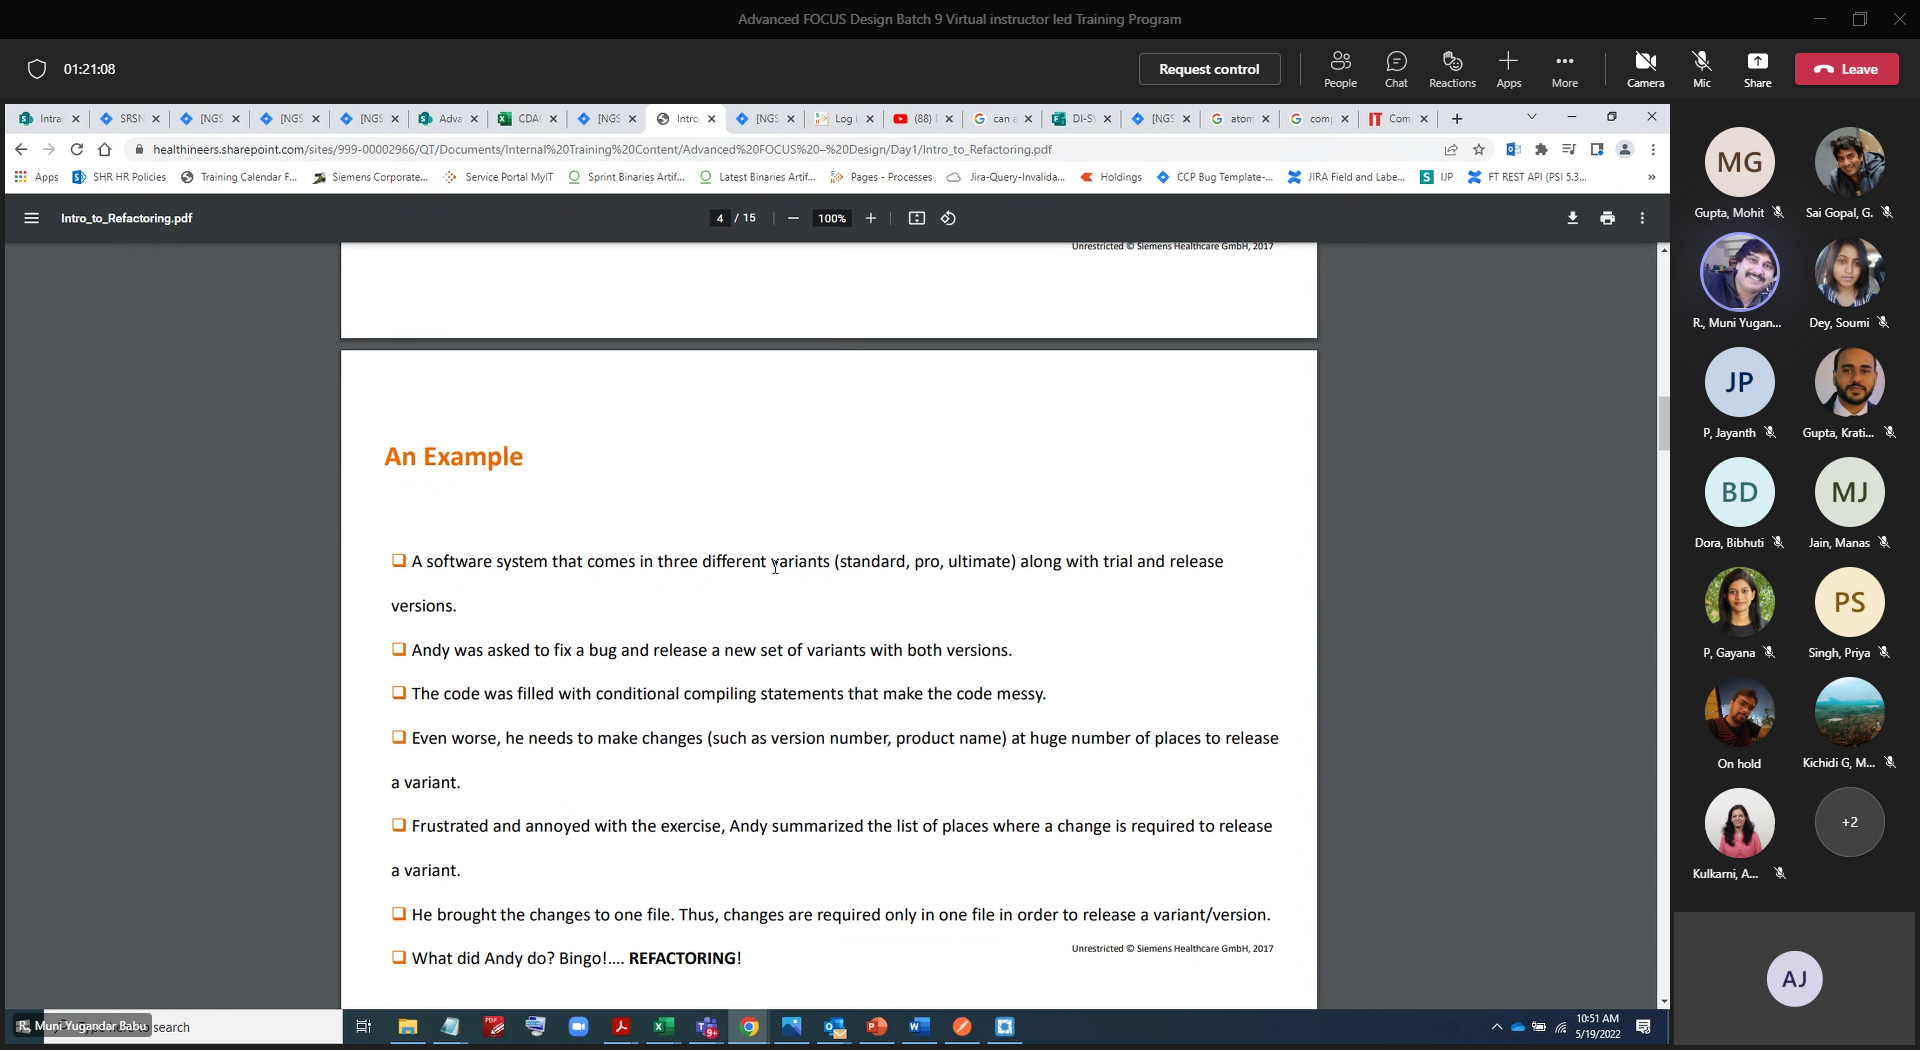 Advanced FOCUS Design Batch 9 Virtual instructor led Training Program
01:21:08
Request control
People
Chat
Reactions
Apps
More
Camera
Mic
Share
Leave
Intra
SRSN
[NGS
[NGS
[NGS
Adva
CDA
[NGS
Intro
[NGS
Log i
(88)
can a
DI-S
[NGS
atom
comp
Com
healthineers.sharepoint.com/sites/999-00002966/QT/Documents/Internal%20Training%20Content/Advanced%20FOCUS%20-%20Design/Day1/Intro_to_Refactoring.pdf
Apps
SHR HR Policies
Training Calendar F...
Siemens Corporate...
Service Portal MyIT
Sprint Binaries Artif...
Latest Binaries Artif...
Pages - Processes
Jira-Query-Invalida...
Holdings
CCP Bug Template-...
JIRA Field and Labe...
IJP
FT REST API (PSI 5.3...
»
Intro_to_Refactoring.pdf
4 / 15
100%
Unrestricted © Siemens Healthcare GmbH, 2017
An Example
A software system that comes in three different variants (standard, pro, ultimate) along with trial and release
versions.
Andy was asked to fix a bug and release a new set of variants with both versions.
The code was filled with conditional compiling statements that make the code messy.
Even worse, he needs to make changes (such as version number, product name) at huge number of places to release
a variant.
Frustrated and annoyed with the exercise, Andy summarized the list of places where a change is required to release
a variant.
He brought the changes to one file. Thus, changes are required only in one file in order to release a variant/version.
Unrestricted © Siemens Healthcare GmbH, 2017
What did Andy do? Bingo!.... REFACTORING!
MG
Gupta, Mohit
Sai Gopal, G.
R., Muni Yugan...
Dey, Soumi
JP
P, Jayanth
Gupta, Krati...
BD
Dora, Bibhuti
MJ
Jain, Manas
P, Gayana
PS
Singh, Priya
On hold
Kichidi G, M...
Kulkarni, A...
+2
AJ
R., Muni Yugandar Babu
search
10:51 AM
5/19/2022